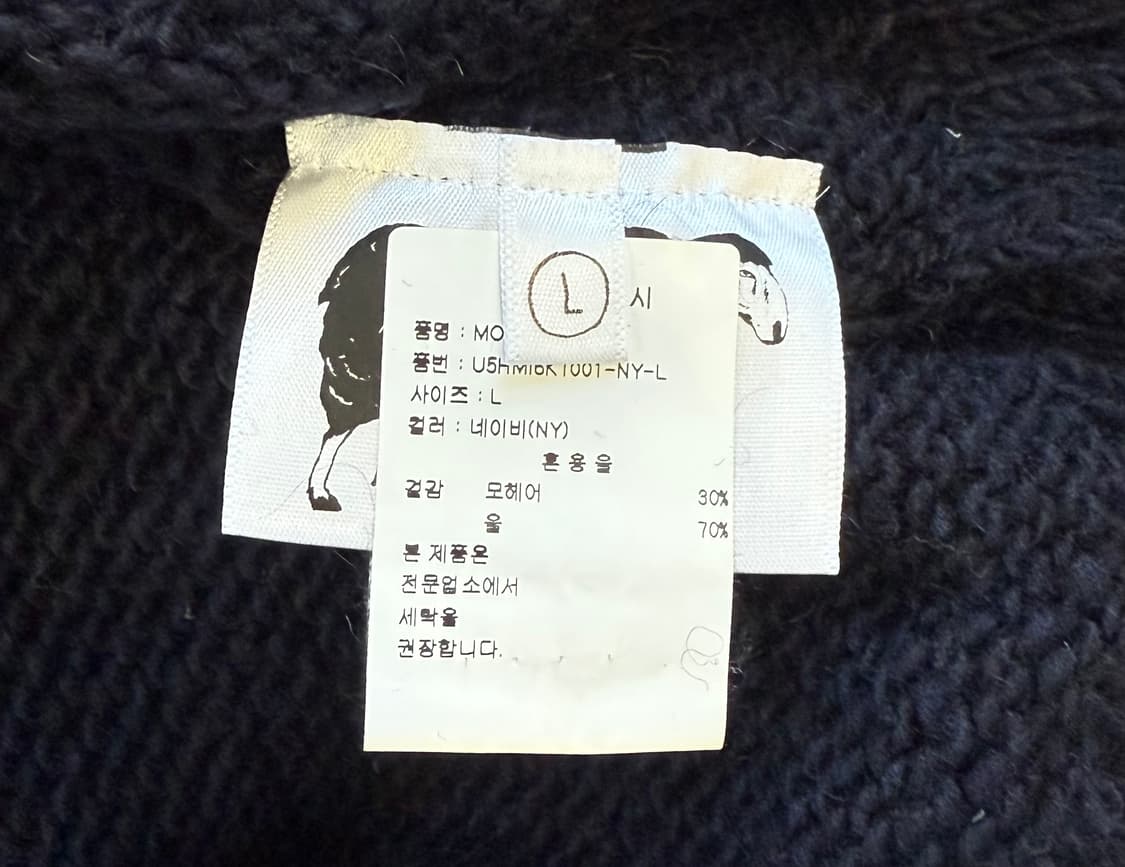 L
시
품명 : MO
품번 : U5HMI6K1001-NY-L
사이즈 : L
컬러 : 네이비(NY)
혼용율
겉감 모헤어 30%
울 70%
본 제품은
전문업소에서
세탁을
권장합니다.